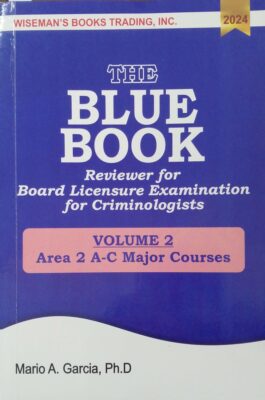 WISEMAN'S BOOKS TRADING, INC.
2024
THE
BLUE
BOOK
Reviewer for
Board Licensure Examination
for Criminologists
VOLUME 2
Area 2 A-C Major Courses
Mario A. Garcia, Ph.D